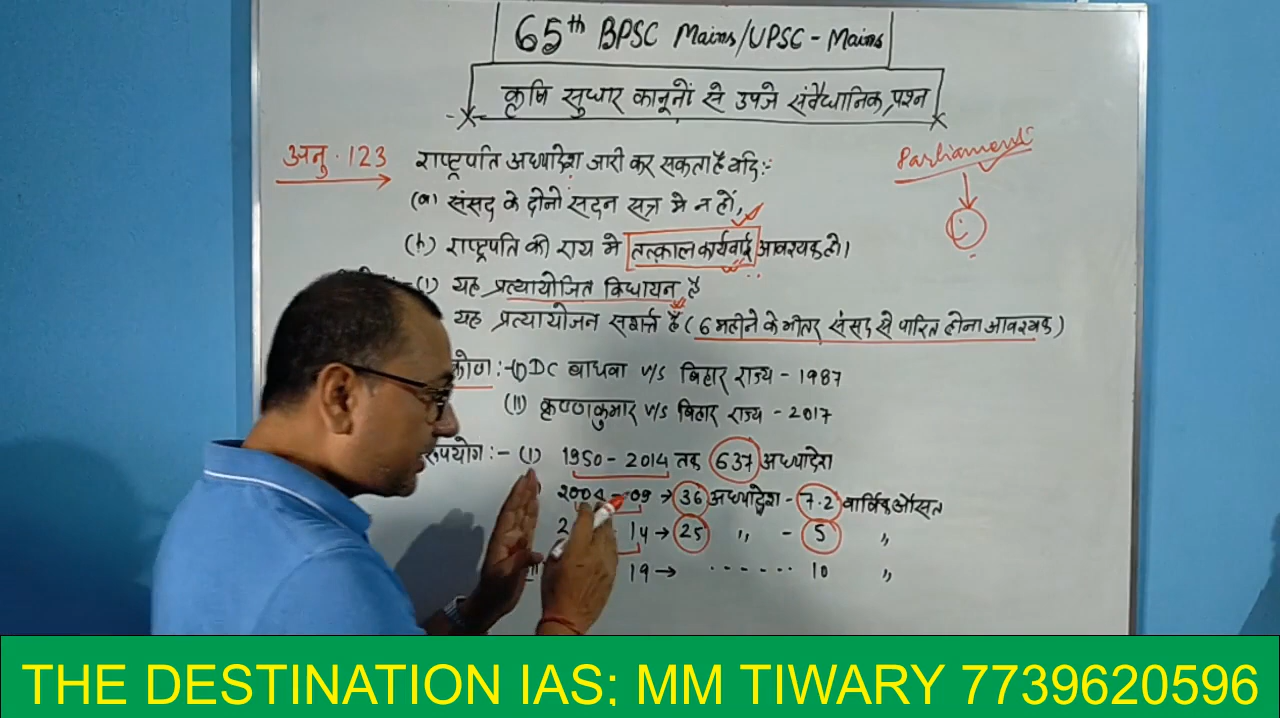 65th BPSC Mains/UPSC - Mains
कृषि सुधार कानूनों से उपजे संवैधानिक प्रश्न
अनु. 123 राष्ट्रपति अध्यादेश जारी कर सकता है यदि:-
Parliament
(a) संसद के दोनो सदन सत्र मे न हों,
(b) राष्ट्रपति की राय मे तत्काल कार्यवाई आवश्यक हो।
:-(1) यह प्रत्यायोजित विधायन है
यह प्रत्यायोजन सशर्त है (6 महीने के भीतर संसद से पारित होना आवश्यक)
कोण:-(I) DC बाधवा v/s बिहार राज्य - 1987
(II) कृष्णकुमार v/s बिहार राज्य - 2017
रूपयोग:- (I) 1950 - 2014 तक 637 अध्यादेश
2004 - 09 → 36 अध्यादेश - 7.2 वार्षिक औसत
2 14 → 25 " - 5 "
19 → ...... 10 "
THE DESTINATION IAS; MM TIWARY 7739620596